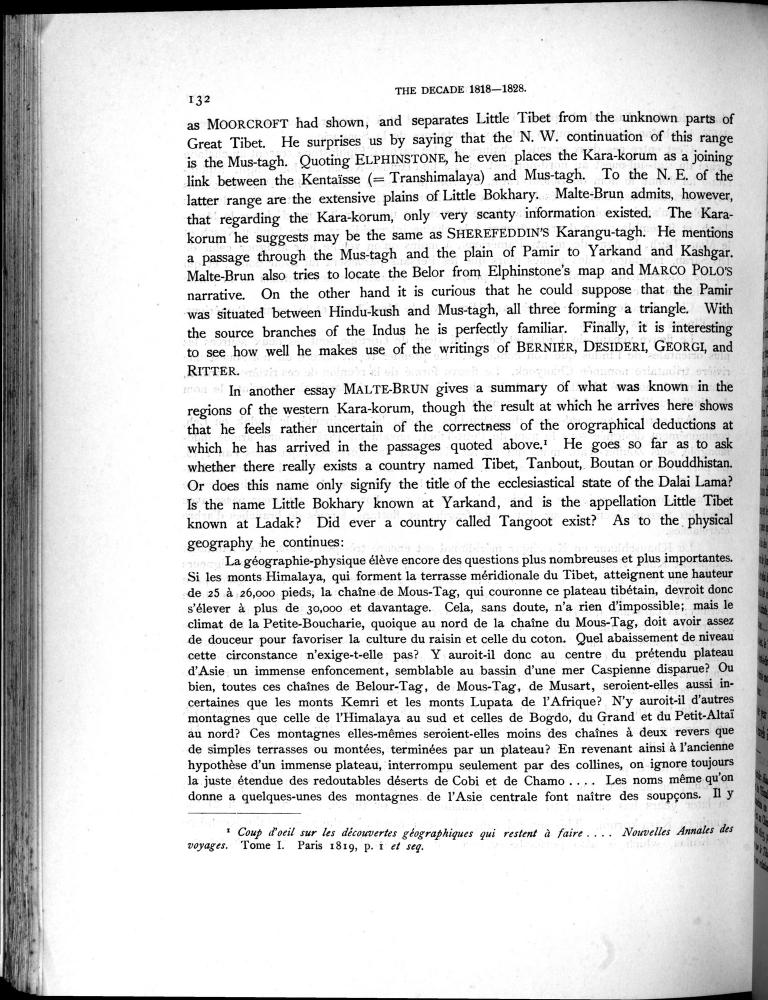 THE DECADE 1818—1828.
132
as MOORCROFT had shown, and separates Little Tibet from the unknown parts of
Great Tibet. He surprises us by saying that the N. W. continuation of this range
is the Mus-tagh. Quoting ELPHINSTONE, he even places the Kara-korum as a joining
link between the Kentaïsse (= Transhimalaya) and Mus-tagh. To the N. E. of the
latter range are the extensive plains of Little Bokhary. Malte-Brun admits, however,
that regarding the Kara-korum, only very scanty information existed. The Kara-
korum he suggests may be the same as SHEREFEDDIN'S Karangu-tagh. He mentions
a passage through the Mus-tagh and the plain of Pamir to Yarkand and Kashgar.
Malte-Brun also tries to locate the Belor from Elphinstone's map and MARCO POLO'S
narrative. On the other hand it is curious that he could suppose that the Pamir
was situated between Hindu-kush and Mus-tagh, all three forming a triangle. With
the source branches of the Indus he is perfectly familiar. Finally, it is interesting
to see how well he makes use of the writings of BERNIER, DESIDERI, GEORGI, and
RITTER.
In another essay MALTE-BRUN gives a summary of what was known in the
regions of the western Kara-korum, though the result at which he arrives here shows
that he feels rather uncertain of the correctness of the orographical deductions at
which he has arrived in the passages quoted above.¹ He goes so far as to ask
whether there really exists a country named Tibet, Tanbout, Boutan or Bouddhistan.
Or does this name only signify the title of the ecclesiastical state of the Dalai Lama?
Is the name Little Bokhary known at Yarkand, and is the appellation Little Tibet
known at Ladak? Did ever a country called Tangoot exist? As to the physical
geography he continues:
La géographie-physique élève encore des questions plus nombreuses et plus importantes.
Si les monts Himalaya, qui forment la terrasse méridionale du Tibet, atteignent une hauteur
de 25 à 26,000 pieds, la chaîne de Mous-Tag, qui couronne ce plateau tibétain, devroit donc
s'élever à plus de 30,000 et davantage. Cela, sans doute, n'a rien d'impossible; mais le
climat de la Petite-Boucharie, quoique au nord de la chaîne du Mous-Tag, doit avoir assez
de douceur pour favoriser la culture du raisin et celle du coton. Quel abaissement de niveau
cette circonstance n'exige-t-elle pas? Y auroit-il donc au centre du prétendu plateau
d'Asie un immense enfoncement, semblable au bassin d'une mer Caspienne disparue? Ou
bien, toutes ces chaînes de Belour-Tag, de Mous-Tag, de Musart, seroient-elles aussi in-
certaines que les monts Kemri et les monts Lupata de l'Afrique? N'y auroit-il d'autres
montagnes que celle de l'Himalaya au sud et celles de Bogdo, du Grand et du Petit-Altaï
au nord? Ces montagnes elles-mêmes seroient-elles moins des chaînes à deux revers que
de simples terrasses ou montées, terminées par un plateau? En revenant ainsi à l'ancienne
hypothèse d'un immense plateau, interrompu seulement par des collines, on ignore toujours
la juste étendue des redoutables déserts de Cobi et de Chamo . . . . Les noms même qu'on
donne a quelques-unes des montagnes de l'Asie centrale font naître des soupçons. Il y
¹ Coup d'oeil sur les découvertes géographiques qui restent à faire . . . . Nouvelles Annales des
voyages. Tome I. Paris 1819, p. 1 et seq.